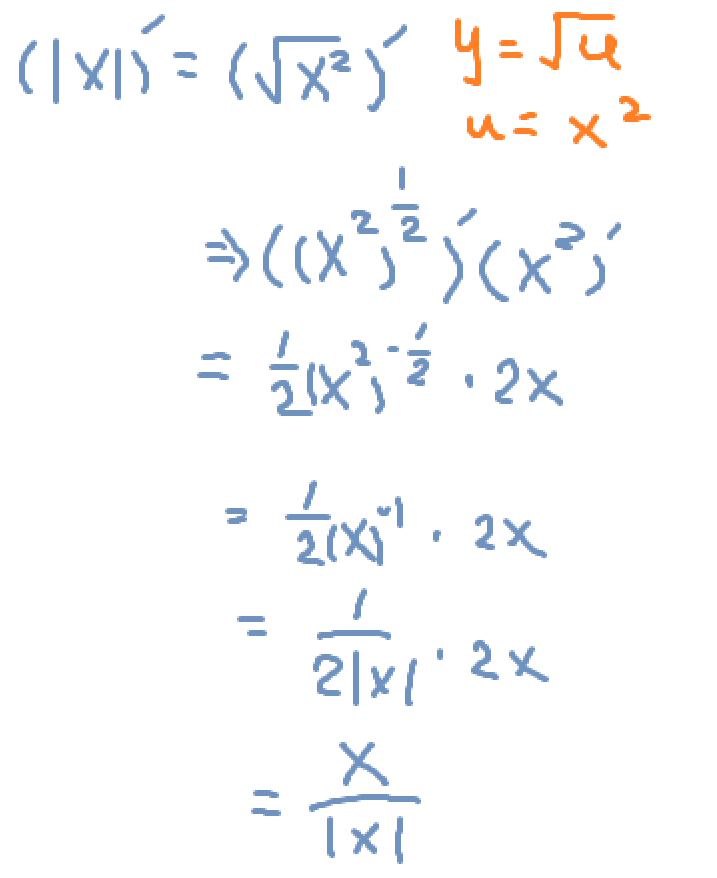 (|x|)′ = (√x²)′ y = √u
u = x²
⇒((x²)^½)′(x²)′
= ½(x²)^-½ · 2x
= ½(x)^-1 · 2x
= 1/(2|x|) · 2x
= x/|x|